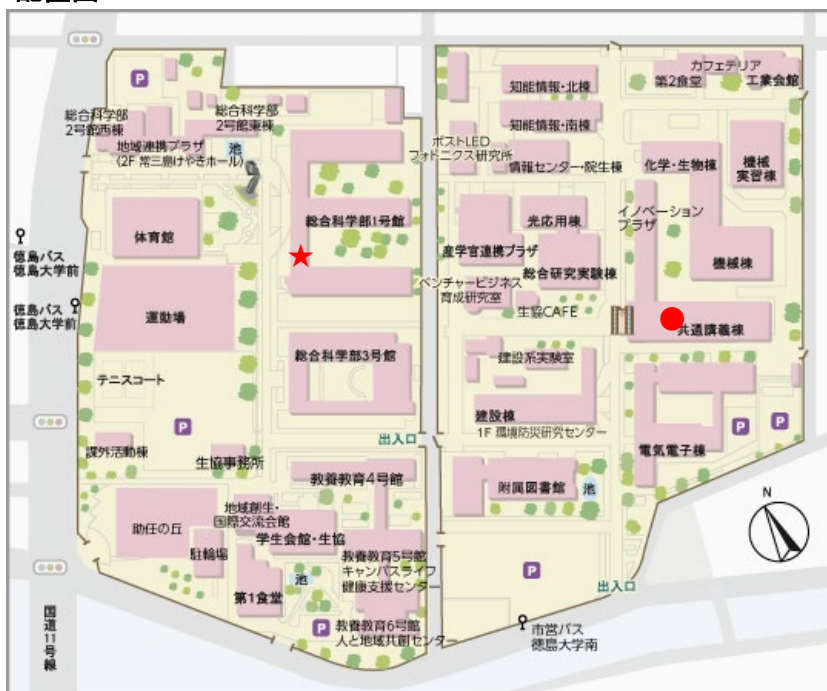 P
総合科学部
2号館西棟
総合科学部
2号館東棟
地域連携プラザ
(2F 常三島けやきホール)
池
総合科学部1号館
体育館
徳島バス
徳島大学前
徳島バス
徳島大学前
運動場
総合科学部3号館
テニスコート
P
課外活動棟
生協事務所
出入口
教養教育4号館
助任の丘
地域創生・
国際交流会館
学生会館・生協
駐輪場
第1食堂
池
教養教育5号館
キャンパスライフ
健康支援センター
P
教養教育6号館
人と地域共創センター
国道11号線
知能情報・北棟
カフェテリア
第2食堂
工業会館
知能情報・南棟
ポストLED
フォトニクス研究所
情報センター・院生棟
化学・生物棟
機械
実習棟
イノベーション
プラザ
光応用棟
産学官連携プラザ
総合研究実験棟
機械棟
ベンチャービジネス
育成研究室
生協CAFE
共通講義棟
建設系実験室
建設棟
1F 環境防災研究センター
電気電子棟
P
P
附属図書館
池
N
P
出入口
市営バス
徳島大学南